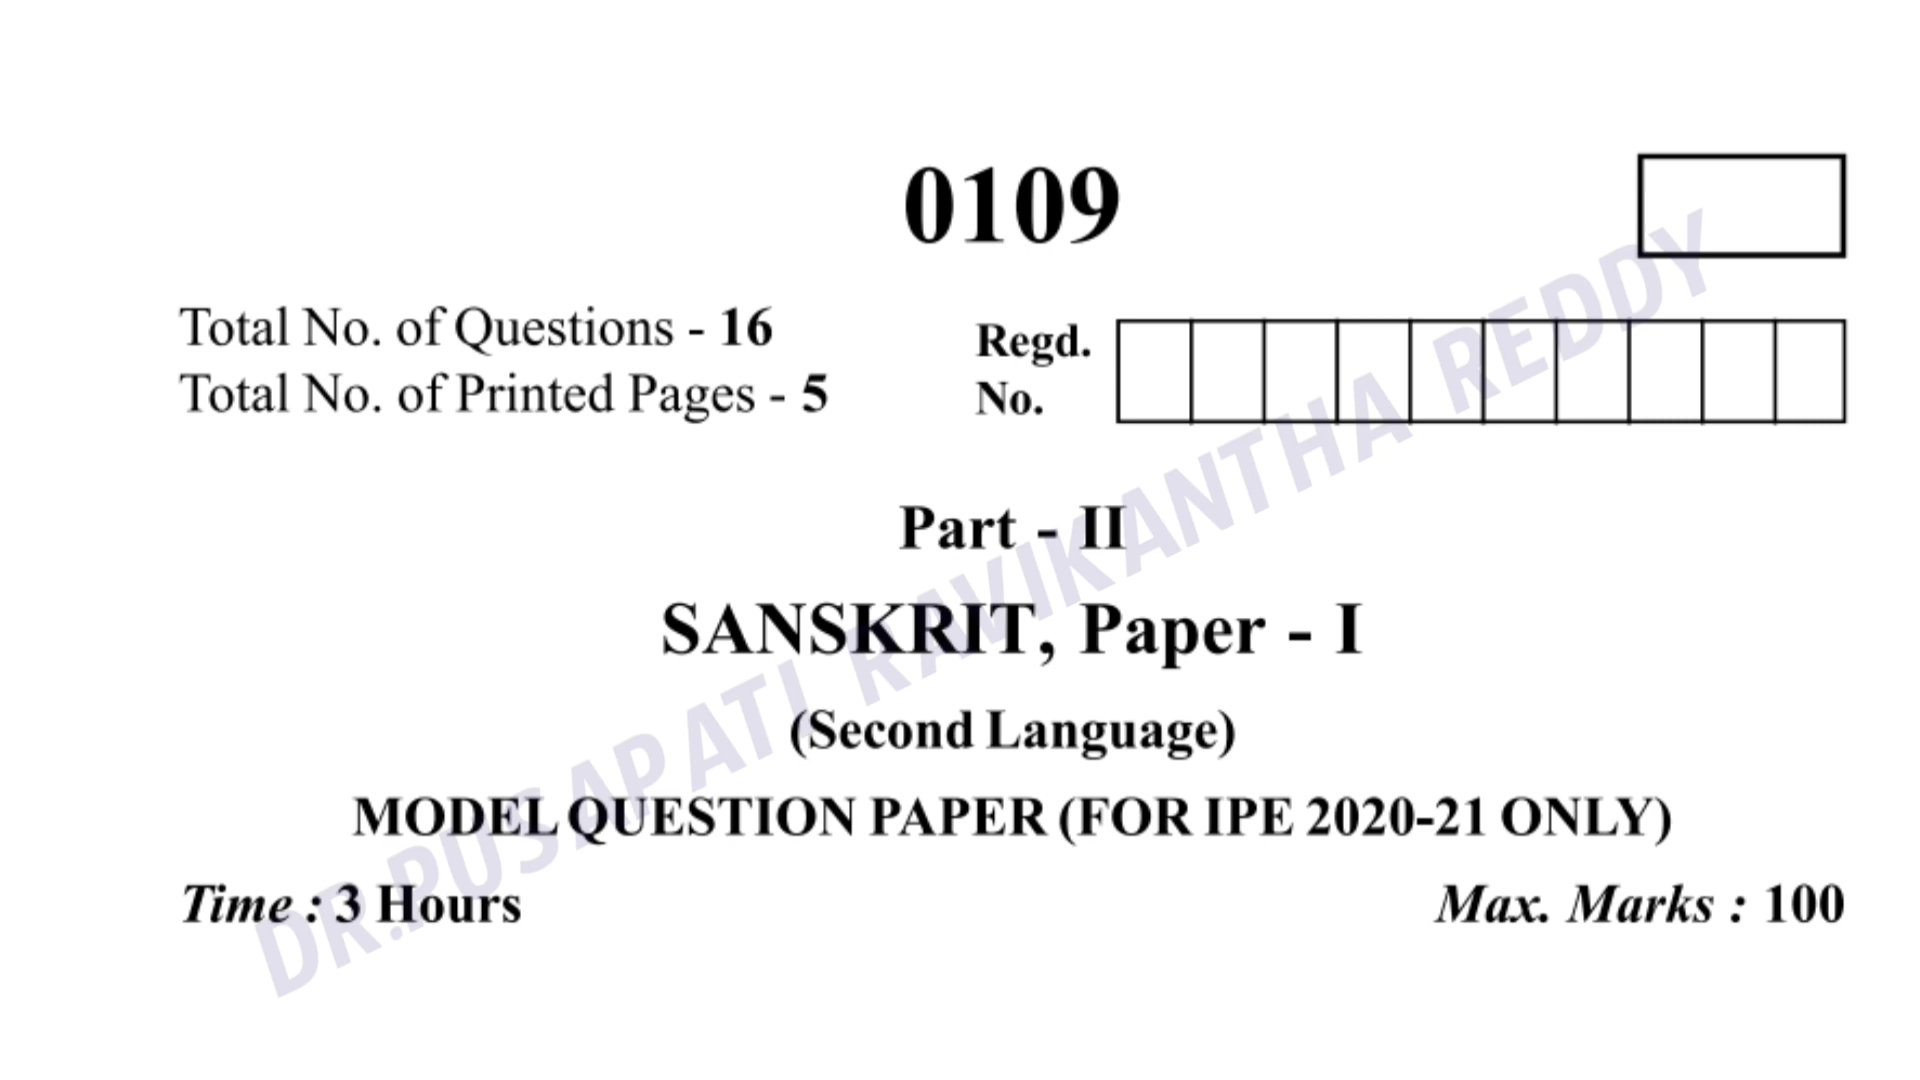 0109
Total No. of Questions - 16
Total No. of Printed Pages - 5
Regd.
No.
Part - II
SANSKRIT, Paper - I
(Second Language)
MODEL QUESTION PAPER (FOR IPE 2020-21 ONLY)
Time : 3 Hours
Max. Marks : 100
DR.PUSAPATI RAVIKANTHA REDDY